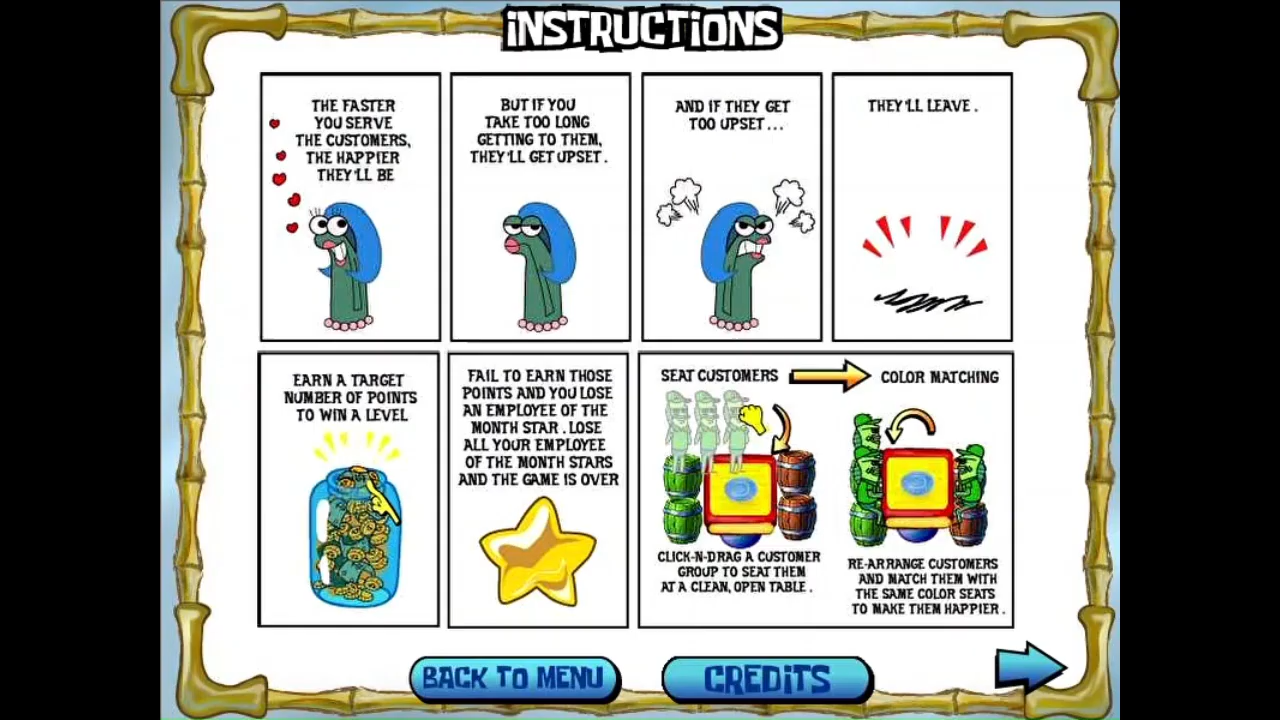 INSTRUCTIONS
THE FASTER
YOU SERVE
THE CUSTOMERS,
THE HAPPIER
THEY'LL BE
BUT IF YOU
TAKE TOO LONG
GETTING TO THEM,
THEY'LL GET UPSET.
AND IF THEY GET
TOO UPSET...
THEY'LL LEAVE.
EARN A TARGET
NUMBER OF POINTS
TO WIN A LEVEL
FAIL TO EARN THOSE
POINTS AND YOU LOSE
AN EMPLOYEE OF THE
MONTH STAR. LOSE
ALL YOUR EMPLOYEE
OF THE MONTH STARS
AND THE GAME IS OVER
SEAT CUSTOMERS
CLICK-N-DRAG A CUSTOMER
GROUP TO SEAT THEM
AT A CLEAN, OPEN TABLE.
COLOR MATCHING
RE-ARRANGE CUSTOMERS
AND MATCH THEM WITH
THE SAME COLOR SEATS
TO MAKE THEM HAPPIER.
BACK TO MENU
CREDITS